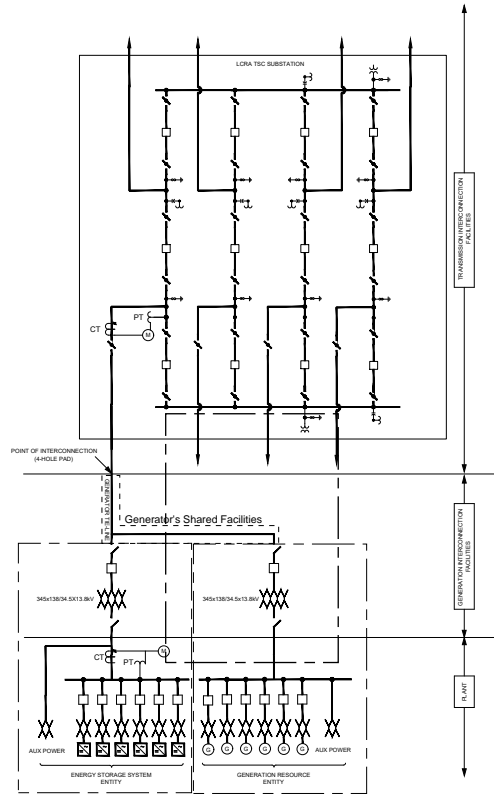 LCRA TSC SUBSTATION
TRANSMISSION INTERCONNECTION
FACILITIES
PT
CT
M
POINT OF INTERCONNECTION
(4-HOLE PAD)
GENERATOR TIE-LINE
Generator's Shared Facilities
GENERATION INTERCONNECTION
FACILITIES
345x138/34.5X13.8kV
345x138/34.5x13.8kV
CT
PT
M
PLANT
AUX POWER
G G G G G G
AUX POWER
ENERGY STORAGE SYSTEM
ENTITY
GENERATION RESOURCE
ENTITY